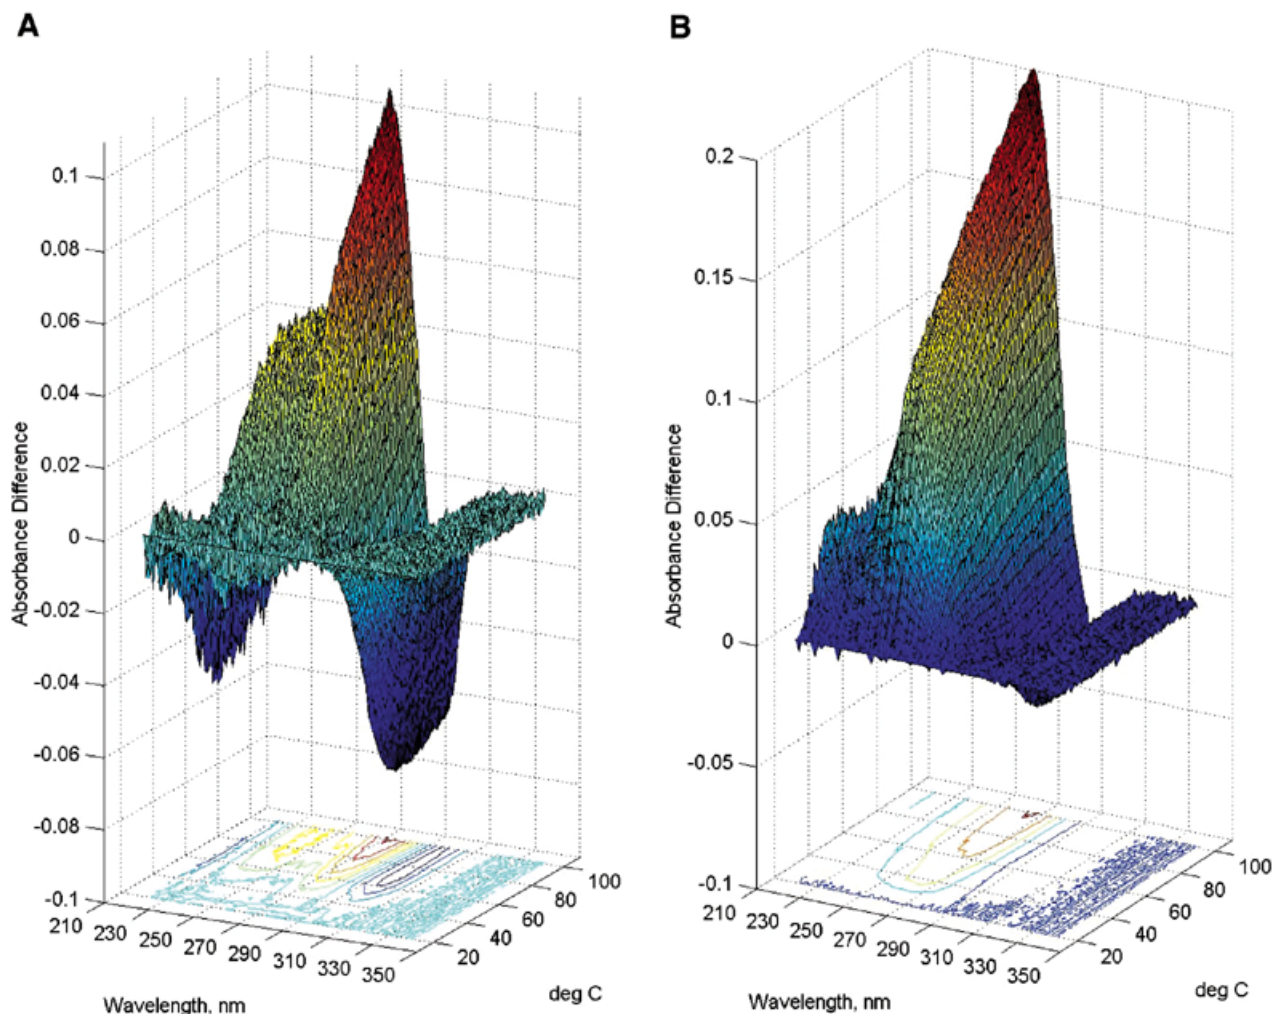 A
B
0.1
0.08
0.06
0.04
0.02
0
-0.02
-0.04
-0.06
-0.08
-0.1
Absorbance Difference
210 230 250 270 290 310 330 350
Wavelength, nm
20 40 60 80 100
deg C
0.2
0.15
0.1
0.05
0
-0.05
-0.1
Absorbance Difference
210 230 250 270 290 310 330 350
Wavelength, nm
20 40 60 80 100
deg C